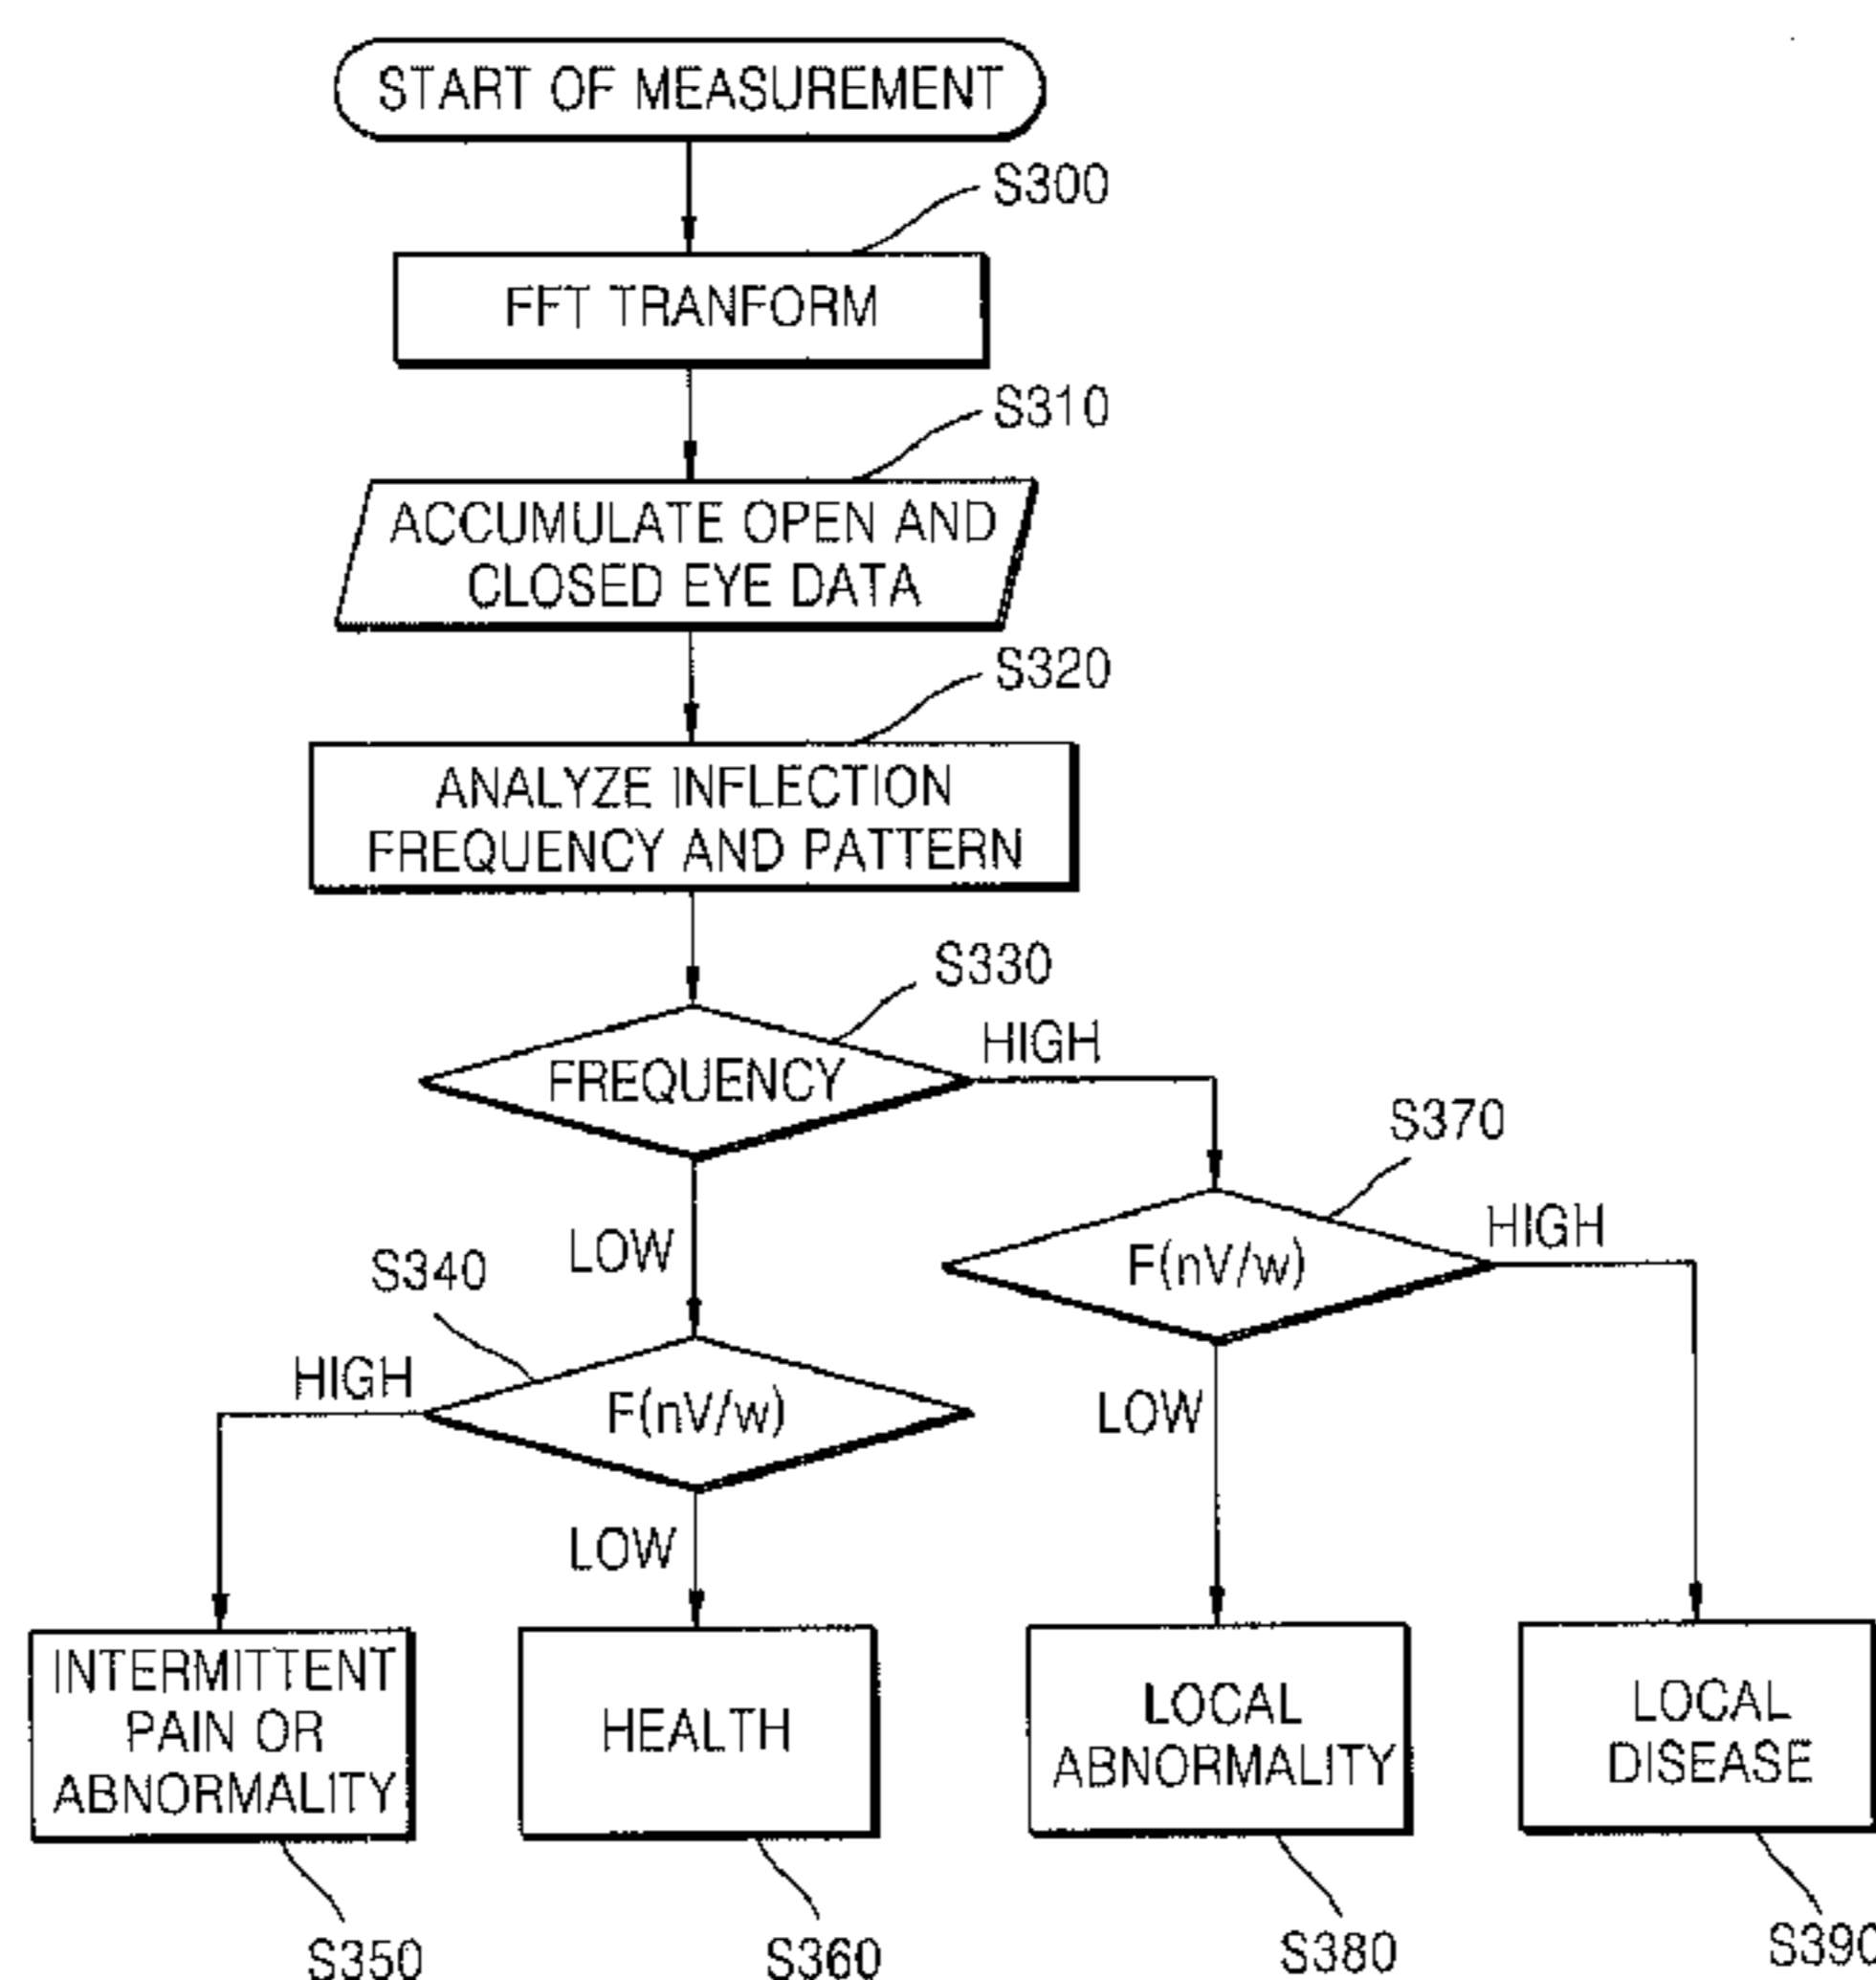 START OF MEASUREMENT
S300
FFT TRANFORM
S310
ACCUMULATE OPEN AND
CLOSED EYE DATA
S320
ANALYZE INFLECTION
FREQUENCY AND PATTERN
S330
FREQUENCY
HIGH
S370
LOW
F(nV/w)
HIGH
S340
HIGH
F(nV/w)
LOW
LOW
INTERMITTENT
PAIN OR
ABNORMALITY
HEALTH
LOCAL
ABNORMALITY
LOCAL
DISEASE
S350
S360
S380
S390